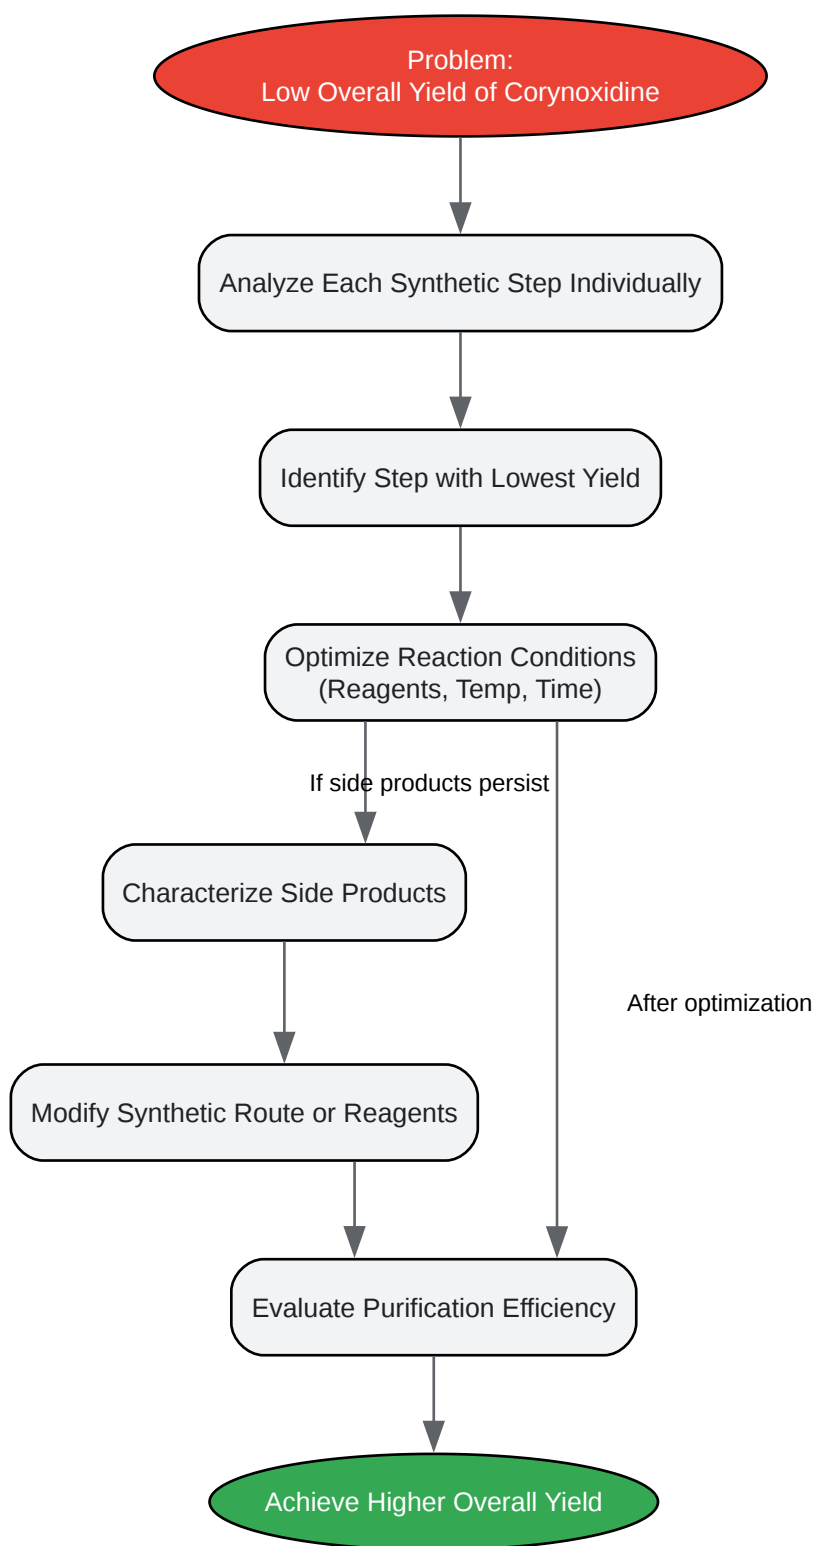 Problem:
Low Overall Yield of Corynoxidine
Analyze Each Synthetic Step Individually
Identify Step with Lowest Yield
Optimize Reaction Conditions
(Reagents, Temp, Time)
If side products persist
Characterize Side Products
After optimization
Modify Synthetic Route or Reagents
Evaluate Purification Efficiency
Achieve Higher Overall Yield